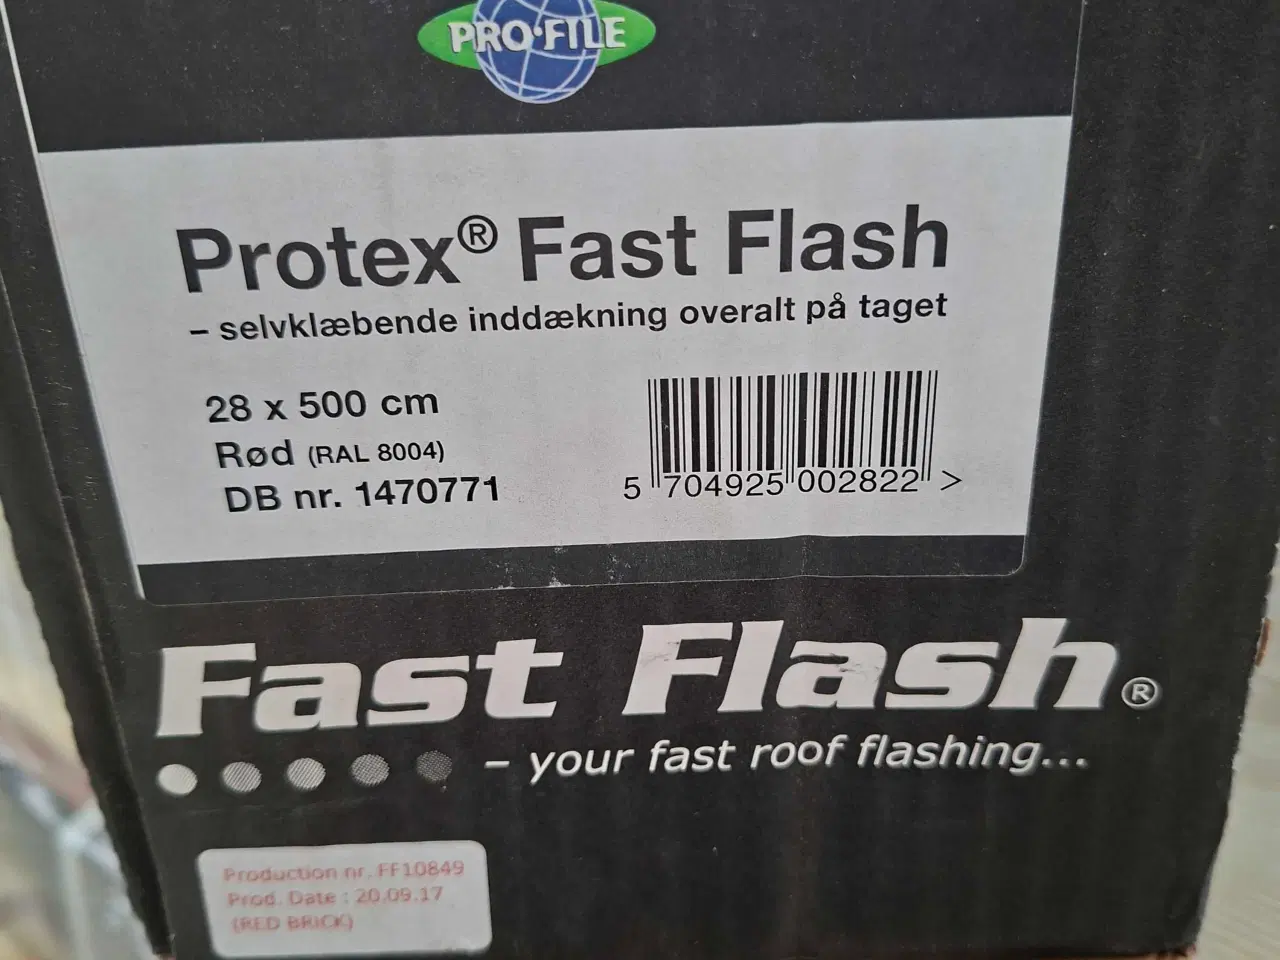 PRO·FILE
Protex® Fast Flash
– selvklæbende inddækning overalt på taget
28 x 500 cm
Rød (RAL 8004)
DB nr. 1470771
5 704925 002822 >
Fast Flash®
– your fast roof flashing...
Production nr. FF10849
Prod. Date : 20.09.17
(RED BRICK)